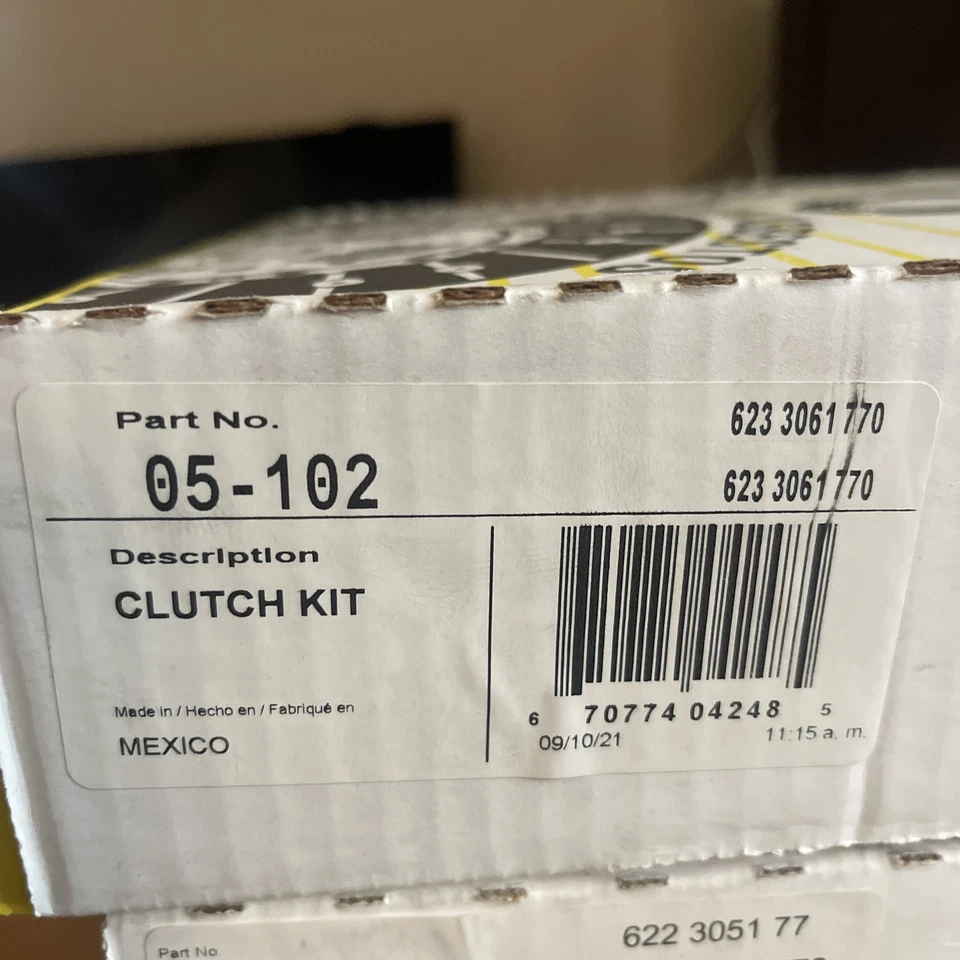 Part No.
623 3061 770
05-102
623 3061 770
Description
CLUTCH KIT
Made in / Hecho en / Fabriqué en
MEXICO
6 70774 04248 5
09/10/21 11:15 a. m.
Part No.
622 3051 77